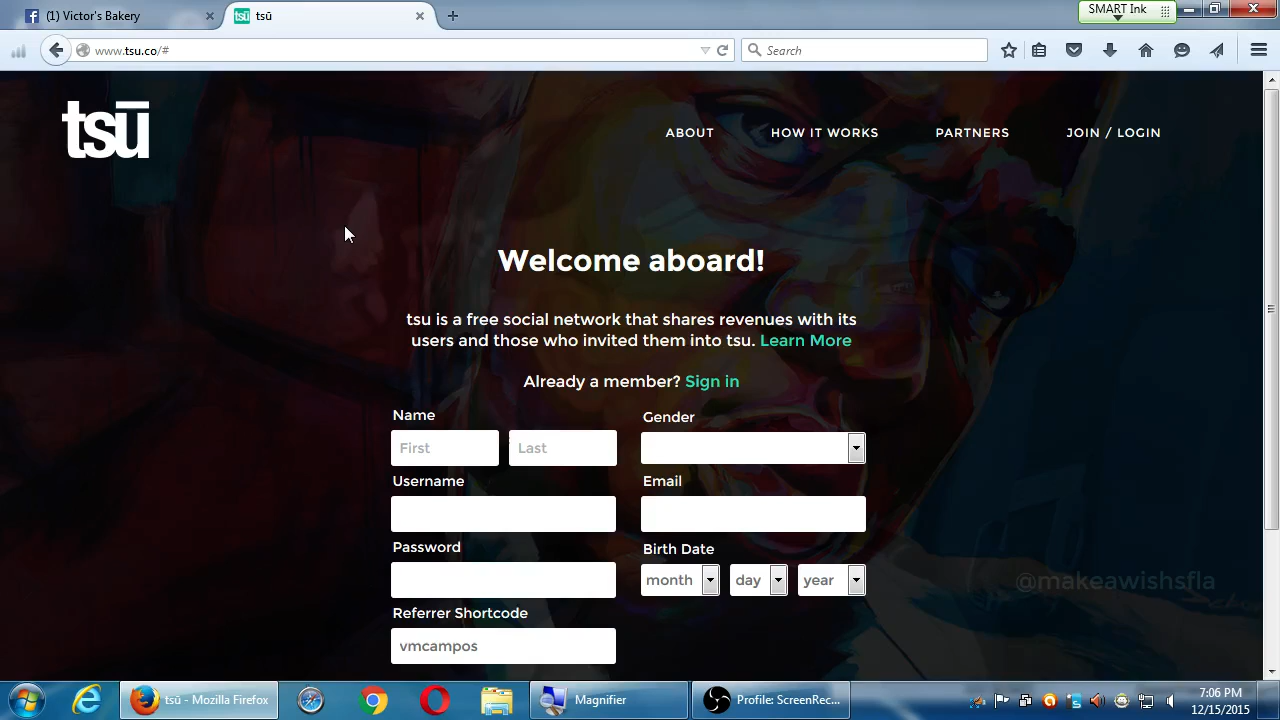 (1) Victor's Bakery
tsū
SMART Ink
www.tsu.co/#
Search
tsū
ABOUT
HOW IT WORKS
PARTNERS
JOIN / LOGIN
Welcome aboard!
tsu is a free social network that shares revenues with its
users and those who invited them into tsu. Learn More
Already a member? Sign in
Name
Gender
First
Last
Username
Email
Password
Birth Date
month
day
year
@makeawishsfla
Referrer Shortcode
vmcampos
tsū - Mozilla Firefox
Magnifier
Profile: ScreenRec...
7:06 PM
12/15/2015